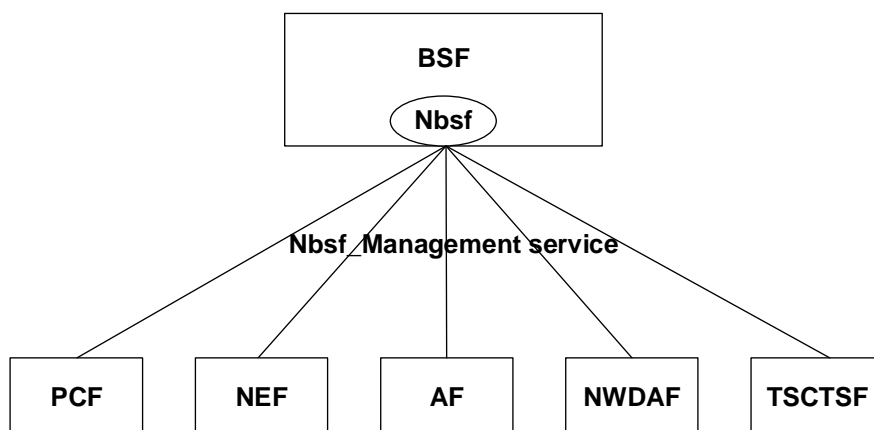 BSF
Nbsf
Nbsf_Management service
PCF
NEF
AF
NWDAF
TSCTSF